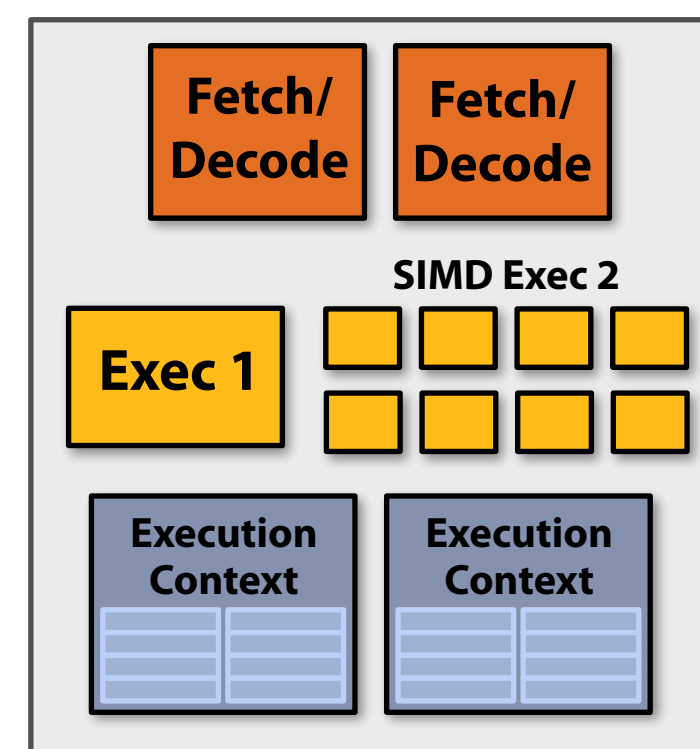 Fetch/
Decode
Fetch/
Decode
SIMD Exec 2
Exec 1
Execution
Context
Execution
Context